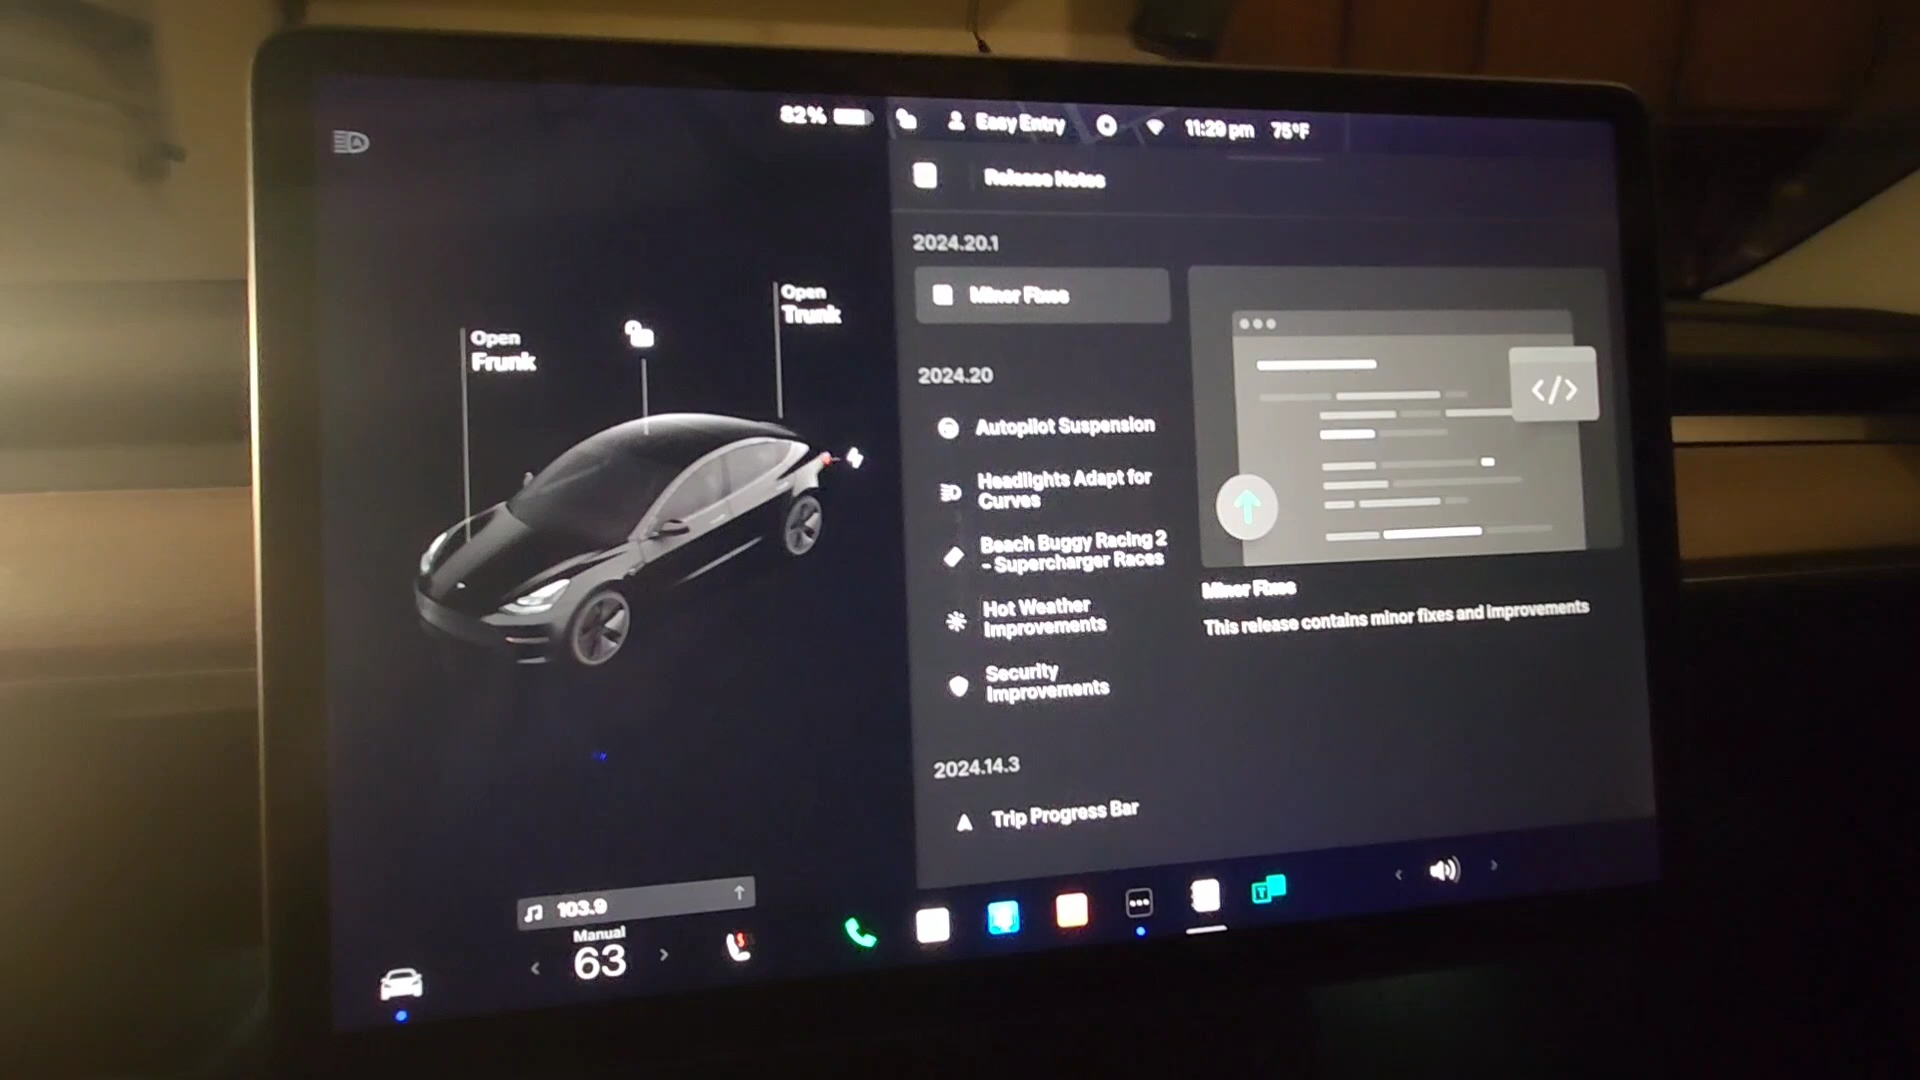 82%
Easy Entry
11:29 pm
75°F
Release Notes
2024.20.1
Minor Fixes
2024.20
Autopilot Suspension
Headlights Adapt for
Curves
Beach Buggy Racing 2
- Supercharger Races
Hot Weather
Improvements
Security
Improvements
2024.14.3
Trip Progress Bar
</>
Minor Fixes
This release contains minor fixes and improvements
Open
Frunk
Open
Trunk
103.9
Manual
63
T